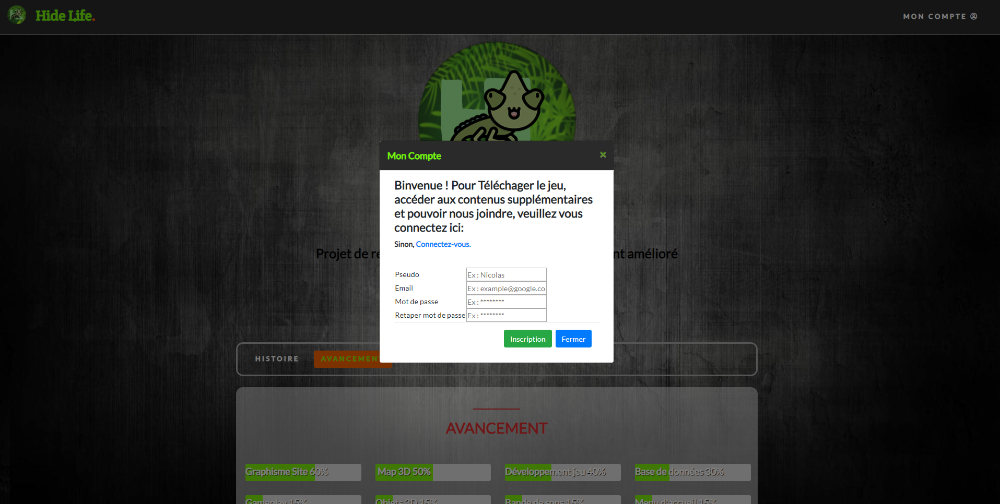 Hide Life.
MON COMPTE
H
Mon Compte
×
Binvenue ! Pour Téléchager le jeu,
accéder aux contenus supplémentaires
et pouvoir nous joindre, veuillez vous
connectez ici:
Sinon, Connectez-vous.
Projet de
nt amélioré
Pseudo Ex : Nicolas
Email Ex : example@google.co
Mot de passe Ex : ********
Retaper mot de passe Ex : ********
Inscription Fermer
HISTOIRE AVANCEMENT
AVANCEMENT
Graphisme Site 60% Map 3D 50% Développement jeu 40% Base de données 30%
Gameplay 15% Objets 3D 15% Bande de sons 15% Menu d'accueil 15%